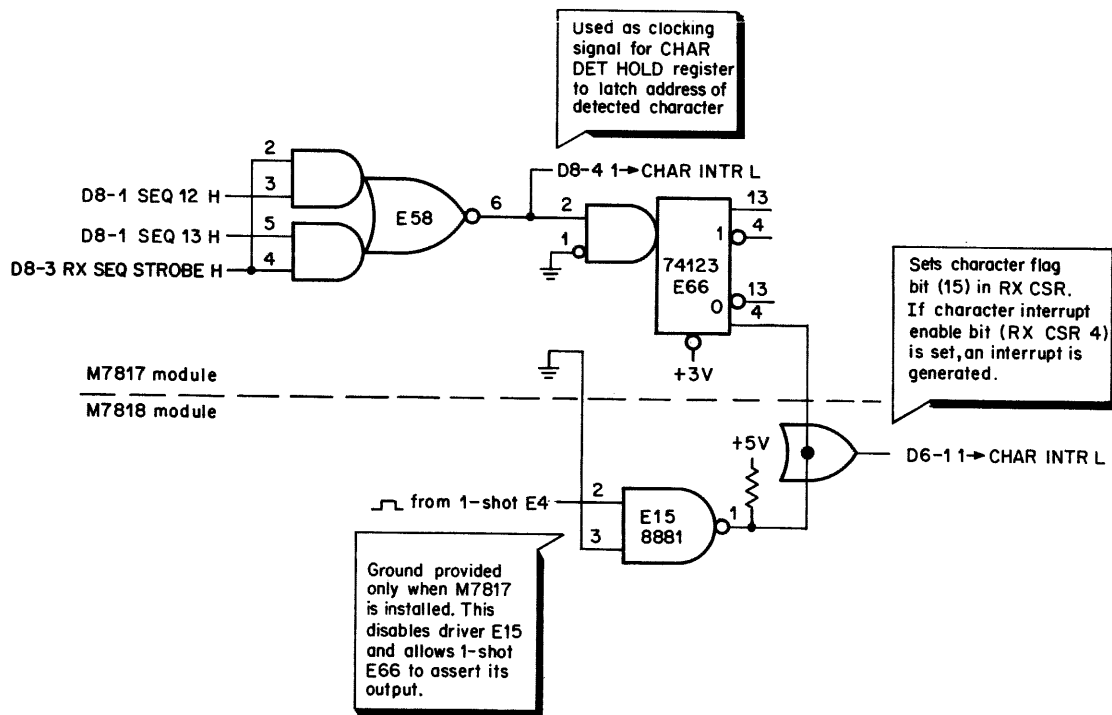 Used as clocking
signal for CHAR
DET HOLD register
to latch address of
detected character
D8-4 1→CHAR INTR L
2
3
D8-1 SEQ 12 H
D8-1 SEQ 13 H
5
4
D8-3 RX SEQ STROBE H
E58
6
2
1
13
1
4
74123
E66
13
0
4
+3V
Sets character flag
bit (15) in RX CSR.
If character interrupt
enable bit (RX CSR 4)
is set, an interrupt is
generated.
M7817 module
M7818 module
+5V
D6-1 1→CHAR INTR L
from 1-shot E4
2
3
E15
8881
1
Ground provided
only when M7817
is installed. This
disables driver E15
and allows 1-shot
E66 to assert its
output.